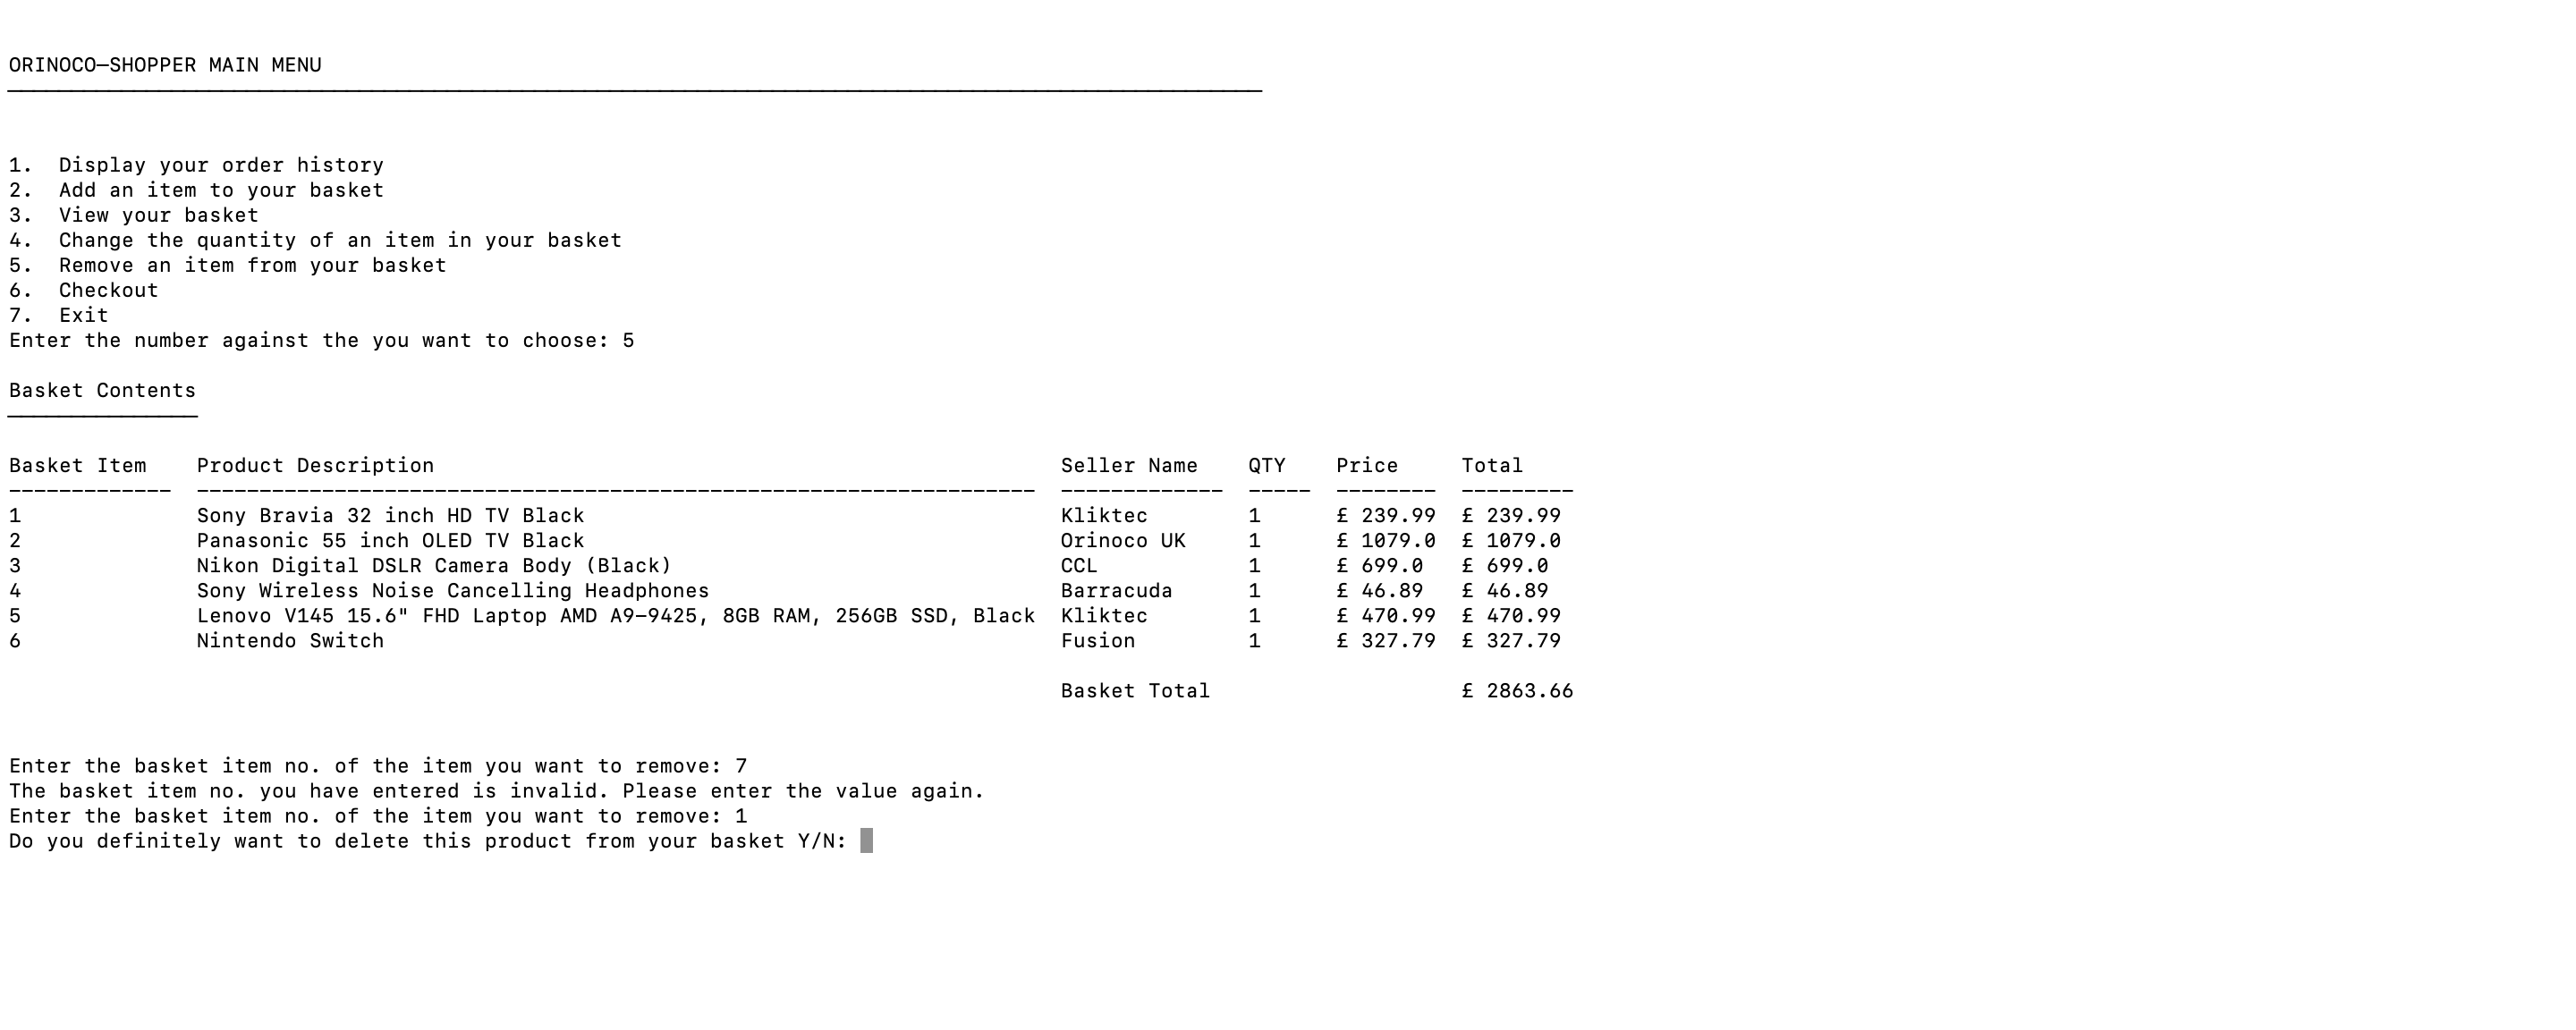 ORINOCO—SHOPPER MAIN MENU
1. Display your order history
2. Add an item to your basket
3. View your basket
4. Change the quantity of an item in your basket
5. Remove an item from your basket
6. Checkout
7. Exit
Enter the number against the you want to choose: 5
Basket Contents
Basket Item Product Description Seller Name QTY Price Total
------------- ------------------------------------------------------------------- ------------- ----- -------- ---------
1 Sony Bravia 32 inch HD TV Black Kliktec 1 £ 239.99 £ 239.99
2 Panasonic 55 inch OLED TV Black Orinoco UK 1 £ 1079.0 £ 1079.0
3 Nikon Digital DSLR Camera Body (Black) CCL 1 £ 699.0 £ 699.0
4 Sony Wireless Noise Cancelling Headphones Barracuda 1 £ 46.89 £ 46.89
5 Lenovo V145 15.6" FHD Laptop AMD A9-9425, 8GB RAM, 256GB SSD, Black Kliktec 1 £ 470.99 £ 470.99
6 Nintendo Switch Fusion 1 £ 327.79 £ 327.79
Basket Total £ 2863.66
Enter the basket item no. of the item you want to remove: 7
The basket item no. you have entered is invalid. Please enter the value again.
Enter the basket item no. of the item you want to remove: 1
Do you definitely want to delete this product from your basket Y/N: